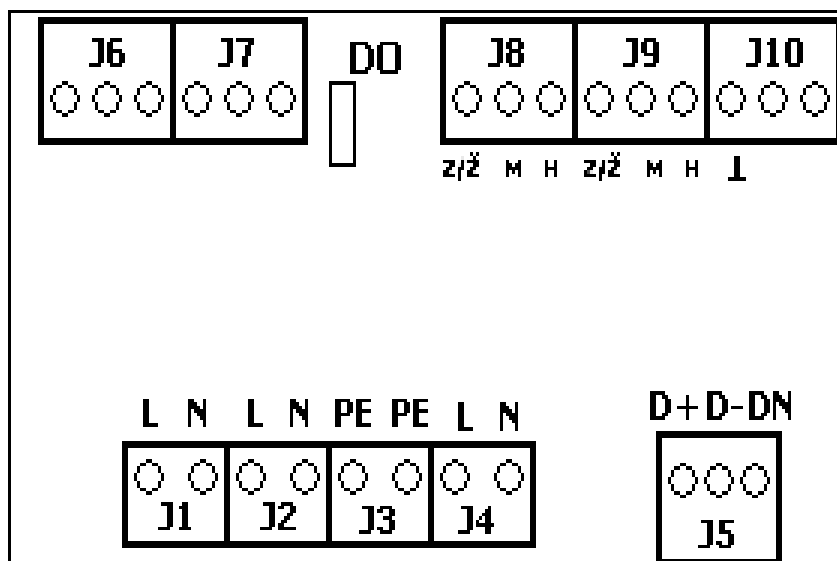 J6 J7 DO J8 J9 J10
Z/Ž M H Z/Ž M H ⊥
L N L N PE PE L N D+ D- DN
J1 J2 J3 J4 J5